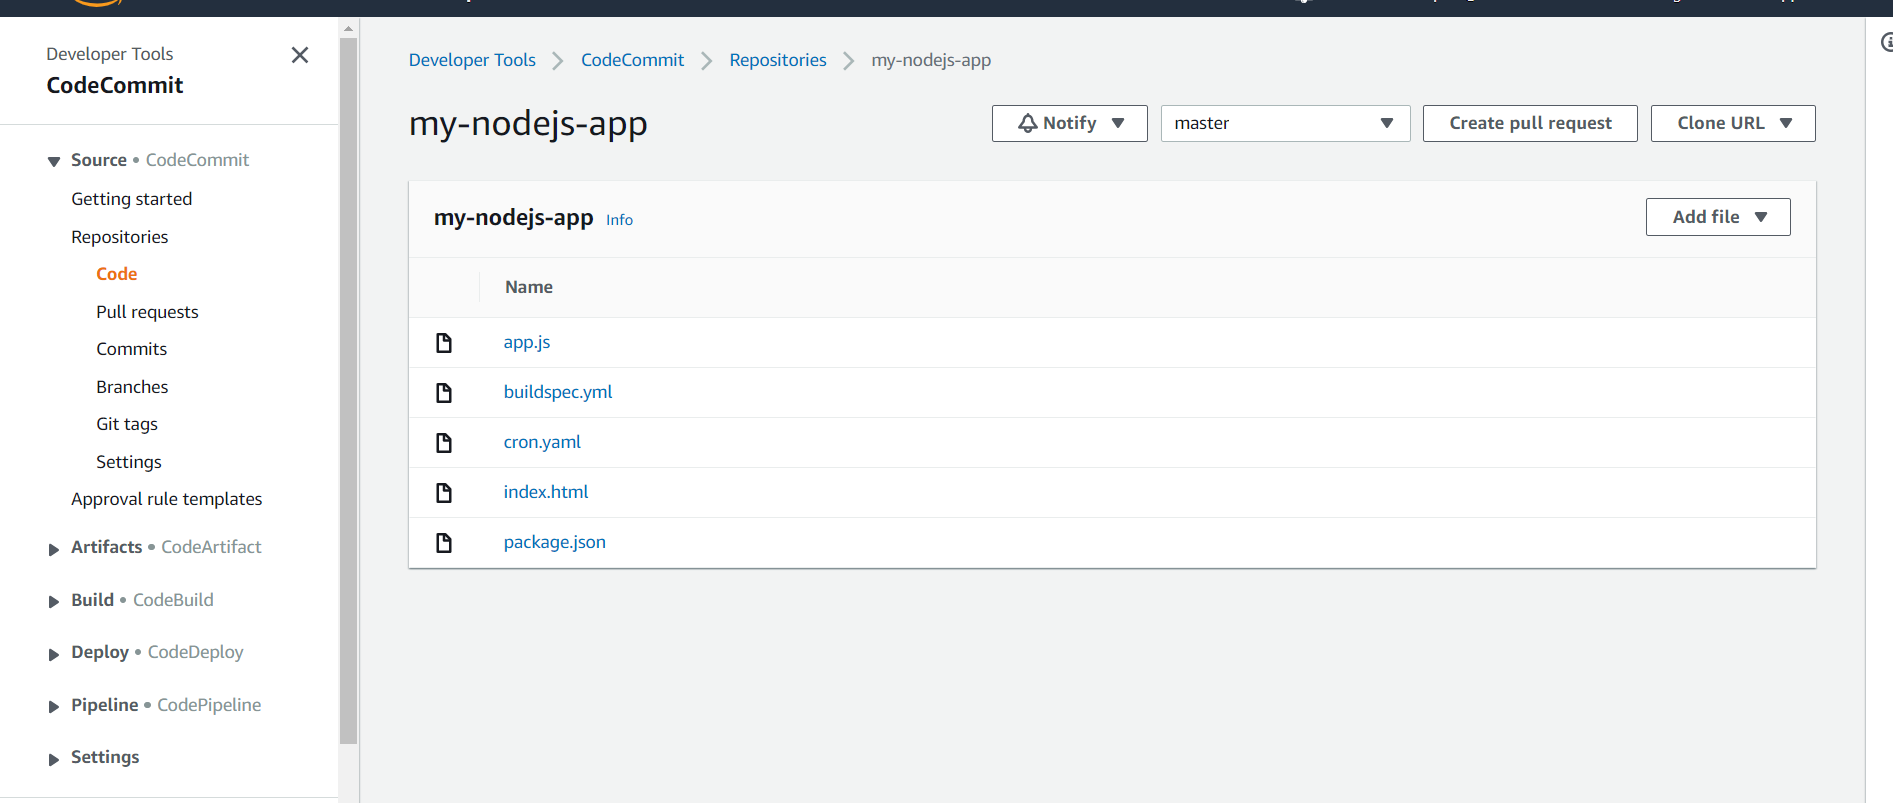 Developer Tools
CodeCommit
Source • CodeCommit
Getting started
Repositories
Code
Pull requests
Commits
Branches
Git tags
Settings
Approval rule templates
Artifacts • CodeArtifact
Build • CodeBuild
Deploy • CodeDeploy
Pipeline • CodePipeline
Settings
Developer Tools CodeCommit Repositories my-nodejs-app
my-nodejs-app
Notify master Create pull request Clone URL
my-nodejs-app Info
Add file
Name
app.js
buildspec.yml
cron.yaml
index.html
package.json